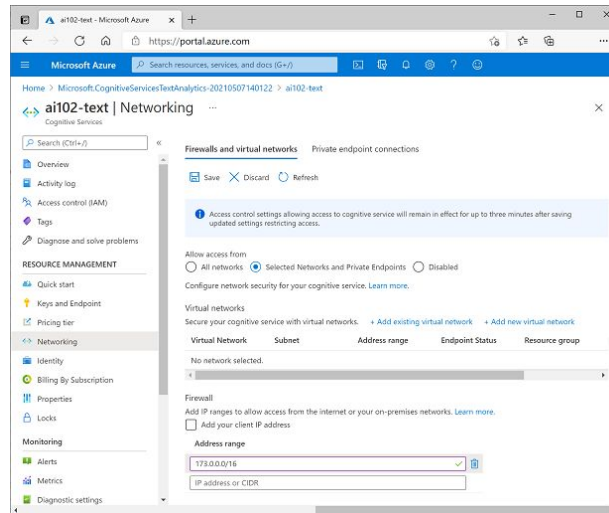 ai102-text - Microsoft Azure
https://portal.azure.com
Microsoft Azure
Search resources, services, and docs (G+/)
Home > Microsoft.CognitiveServicesTextAnalytics-20210507140122 > ai102-text
ai102-text | Networking ...
Cognitive Services
Search (Ctrl+/)
Overview
Activity log
Access control (IAM)
Tags
Diagnose and solve problems
RESOURCE MANAGEMENT
Quick start
Keys and Endpoint
Pricing tier
Networking
Identity
Billing By Subscription
Properties
Locks
Monitoring
Alerts
Metrics
Diagnostic settings
Firewalls and virtual networks Private endpoint connections
Save Discard Refresh
Access control settings allowing access to cognitive service will remain in effect for up to three minutes after saving
updated settings restricting access.
Allow access from
All networks Selected Networks and Private Endpoints Disabled
Configure network security for your cognitive service. Learn more.
Virtual networks
Secure your cognitive service with virtual networks. + Add existing virtual network + Add new virtual network
Virtual Network Subnet Address range Endpoint Status Resource group
No network selected.
Firewall
Add IP ranges to allow access from the internet or your on-premises networks. Learn more.
Add your client IP address
Address range
173.0.0.0/16
IP address or CIDR